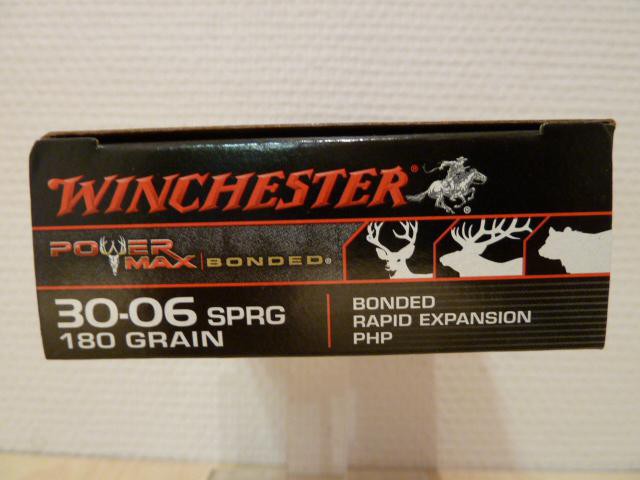 WINCHESTER®
POWER MAX | BONDED®
30-06 SPRG
180 GRAIN
BONDED
RAPID EXPANSION
PHP